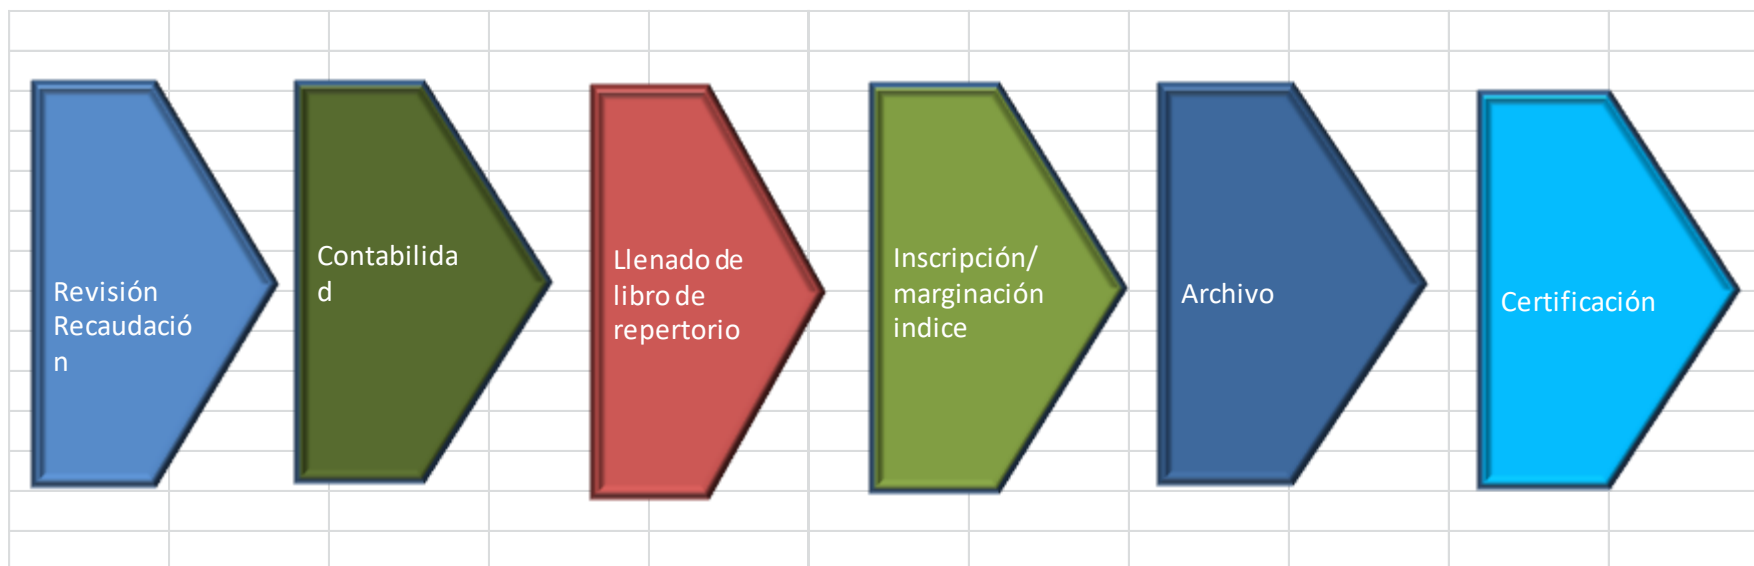 Revisión
Recaudació
n
Contabilida
d
Llenado de
libro de
repertorio
Inscripción/
marginación
indice
Archivo
Certificación